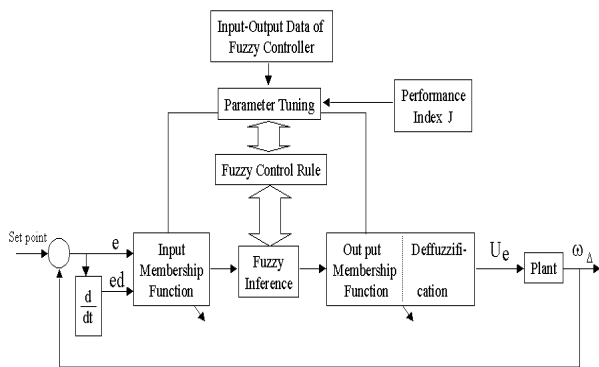 Input-Output Data of
Fuzzy Controller
Parameter Tuning
Performance
Index J
Fuzzy Control Rule
Set point
e
Input
Membership
Function
Fuzzy
Inference
Out put
Membership
Function
Deffuzzifi-
cation
Ue
Plant
ωΔ
d
dt
ed